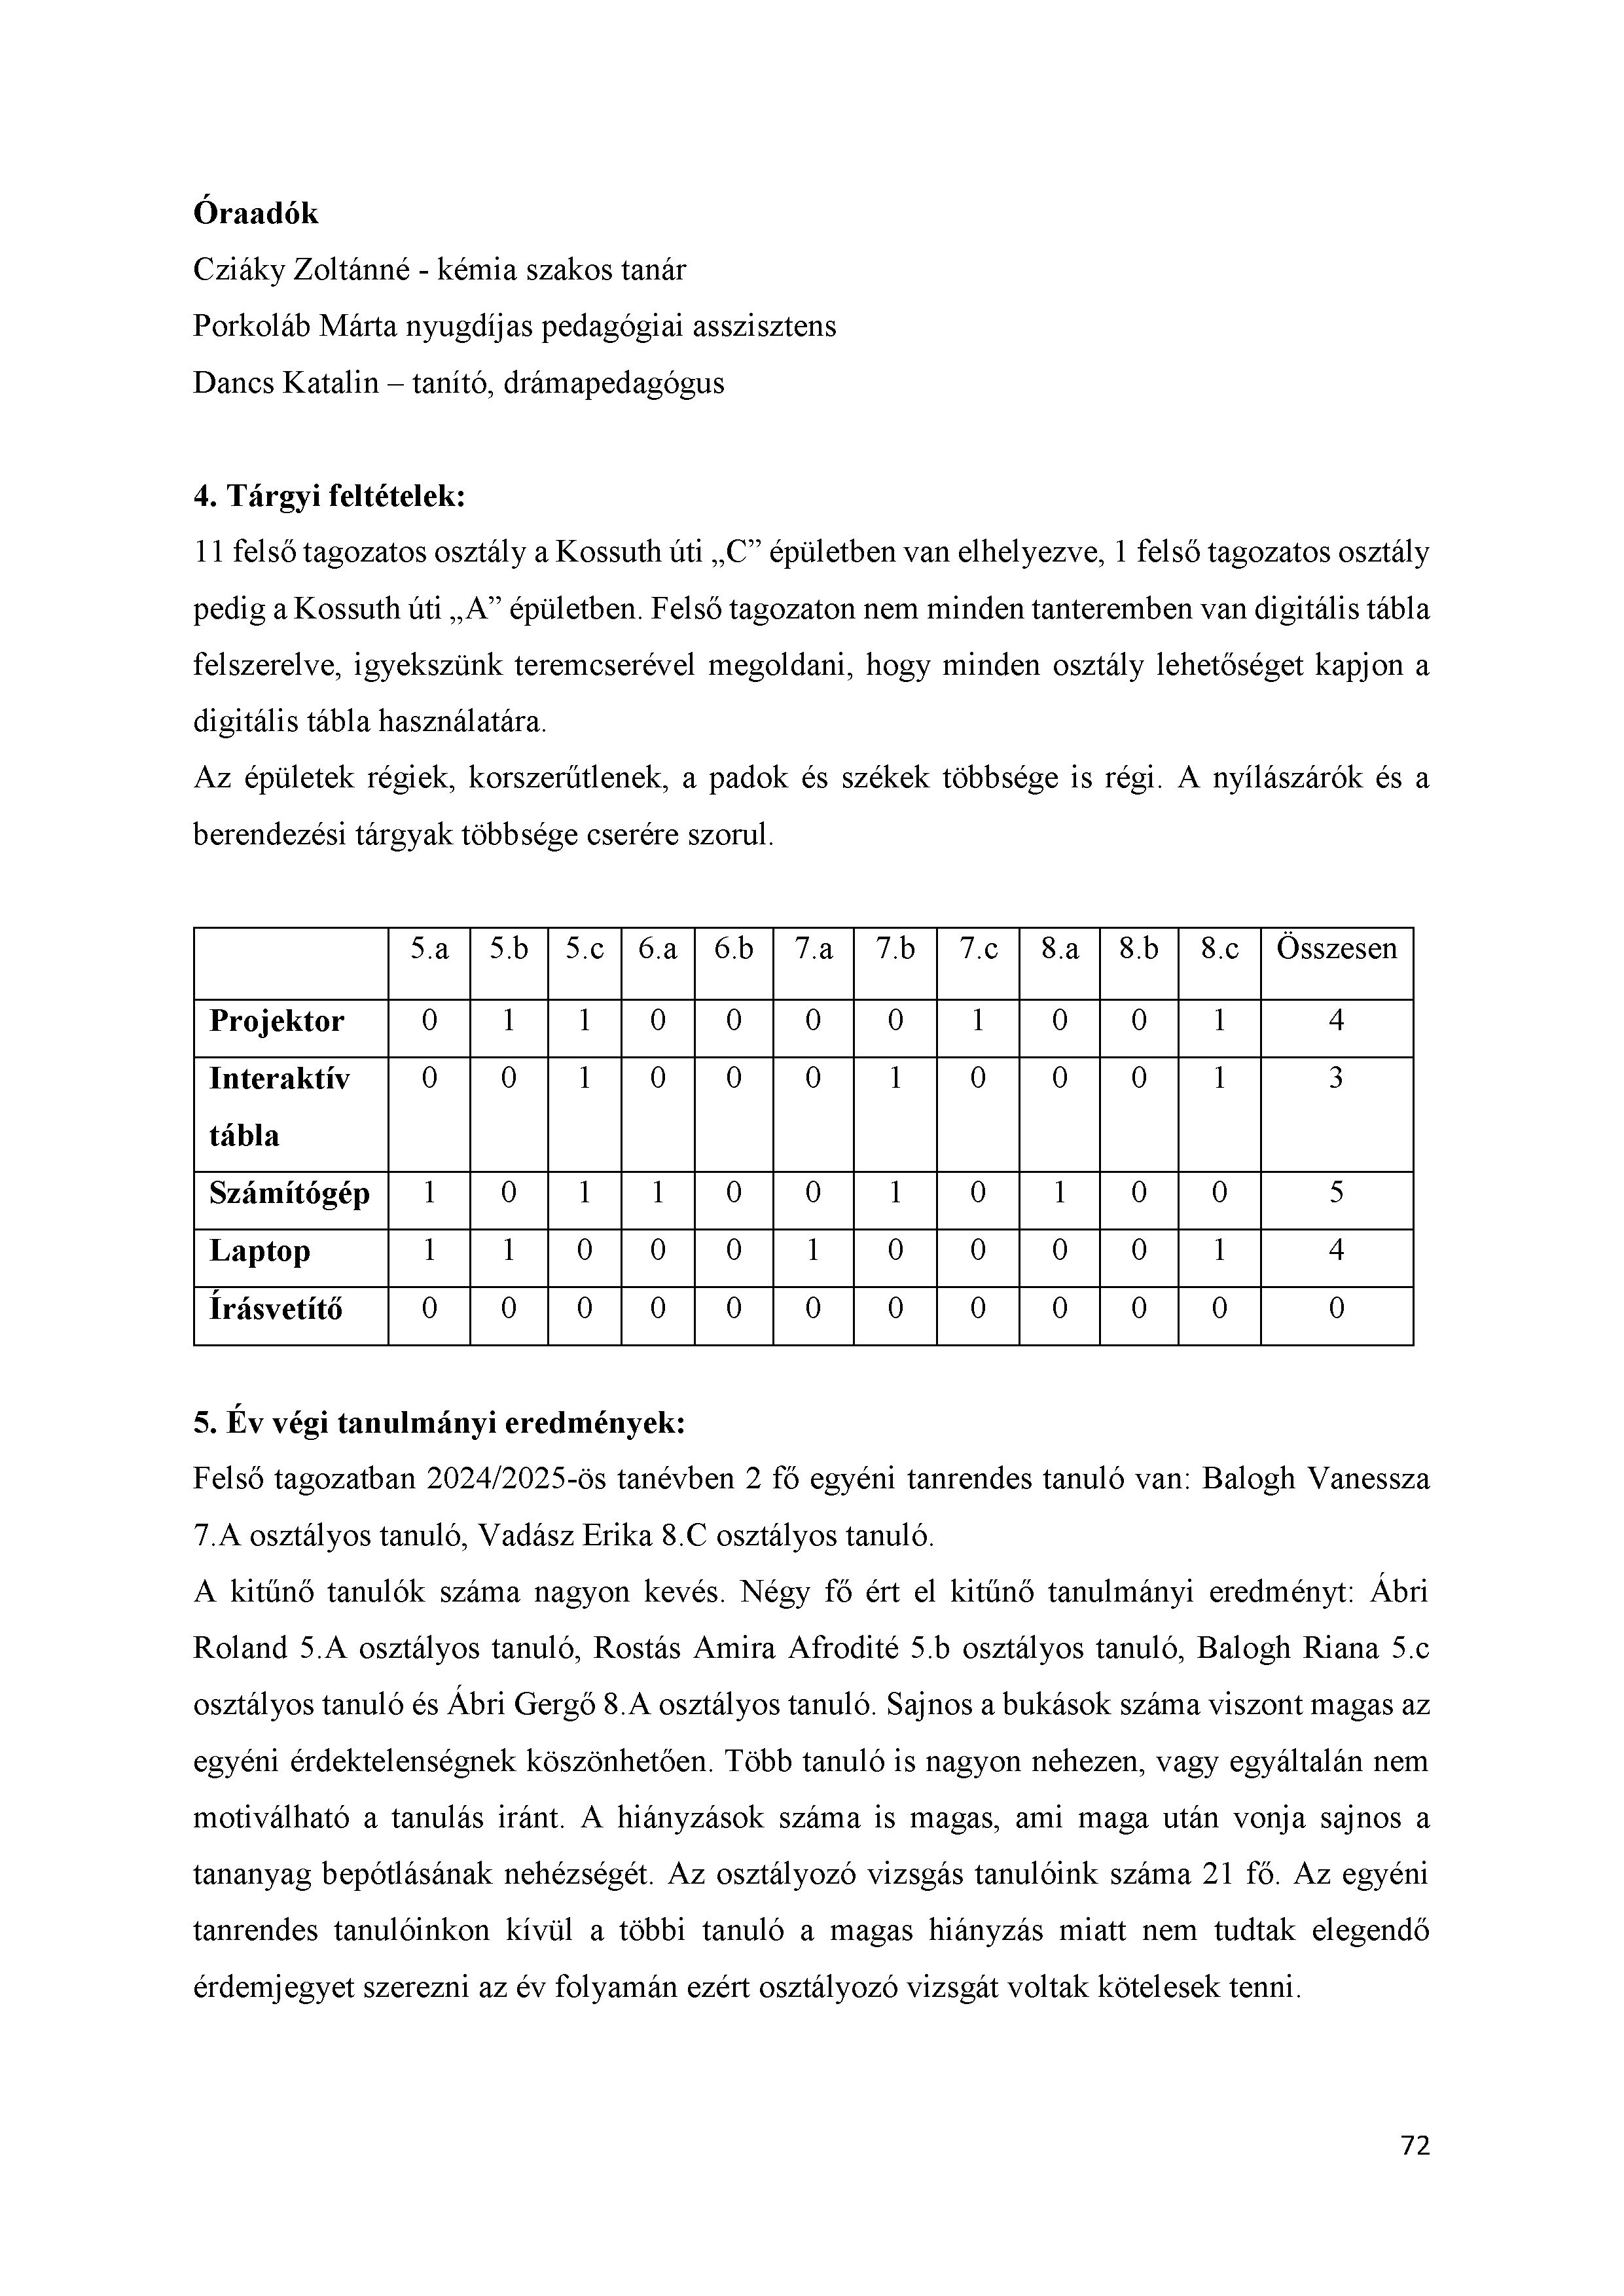 Óraadók
Cziáky Zoltánné - kémia szakos tanár
Porkoláb Márta nyugdíjas pedagógiai asszisztens
Dancs Katalin – tanító, drámapedagógus
4. Tárgyi feltételek:
11 felső tagozatos osztály a Kossuth úti „C” épületben van elhelyezve, 1 felső tagozatos osztály
pedig a Kossuth úti „A” épületben. Felső tagozaton nem minden tanteremben van digitális tábla
felszerelve, igyekszünk teremcserével megoldani, hogy minden osztály lehetőséget kapjon a
digitális tábla használatára.
Az épületek régiek, korszerűtlenek, a padok és székek többsége is régi. A nyílászárók és a
berendezési tárgyak többsége cserére szorul.
5.a 5.b 5.c 6.a 6.b 7.a 7.b 7.c 8.a 8.b 8.c Összesen
Projektor 0 1 1 0 0 0 0 1 0 0 1 4
Interaktív 0 0 1 0 0 0 1 0 0 0 1 3
tábla
Számítógép 1 0 1 1 0 0 1 0 1 0 0 5
Laptop 1 1 0 0 0 1 0 0 0 0 1 4
Írásvetítő 0 0 0 0 0 0 0 0 0 0 0 0
5. Év végi tanulmányi eredmények:
Felső tagozatban 2024/2025-ös tanévben 2 fő egyéni tanrendes tanuló van: Balogh Vanessza
7.A osztályos tanuló, Vadász Erika 8.C osztályos tanuló.
A kitűnő tanulók száma nagyon kevés. Négy fő ért el kitűnő tanulmányi eredményt: Ábri
Roland 5.A osztályos tanuló, Rostás Amira Afrodité 5.b osztályos tanuló, Balogh Riana 5.c
osztályos tanuló és Ábri Gergő 8.A osztályos tanuló. Sajnos a bukások száma viszont magas az
egyéni érdektelenségnek köszönhetően. Több tanuló is nagyon nehezen, vagy egyáltalán nem
motiválható a tanulás iránt. A hiányzások száma is magas, ami maga után vonja sajnos a
tananyag bepótlásának nehézségét. Az osztályozó vizsgás tanulóink száma 21 fő. Az egyéni
tanrendes tanulóinkon kívül a többi tanuló a magas hiányzás miatt nem tudtak elegendő
érdemjegyet szerezni az év folyamán ezért osztályozó vizsgát voltak kötelesek tenni.
72